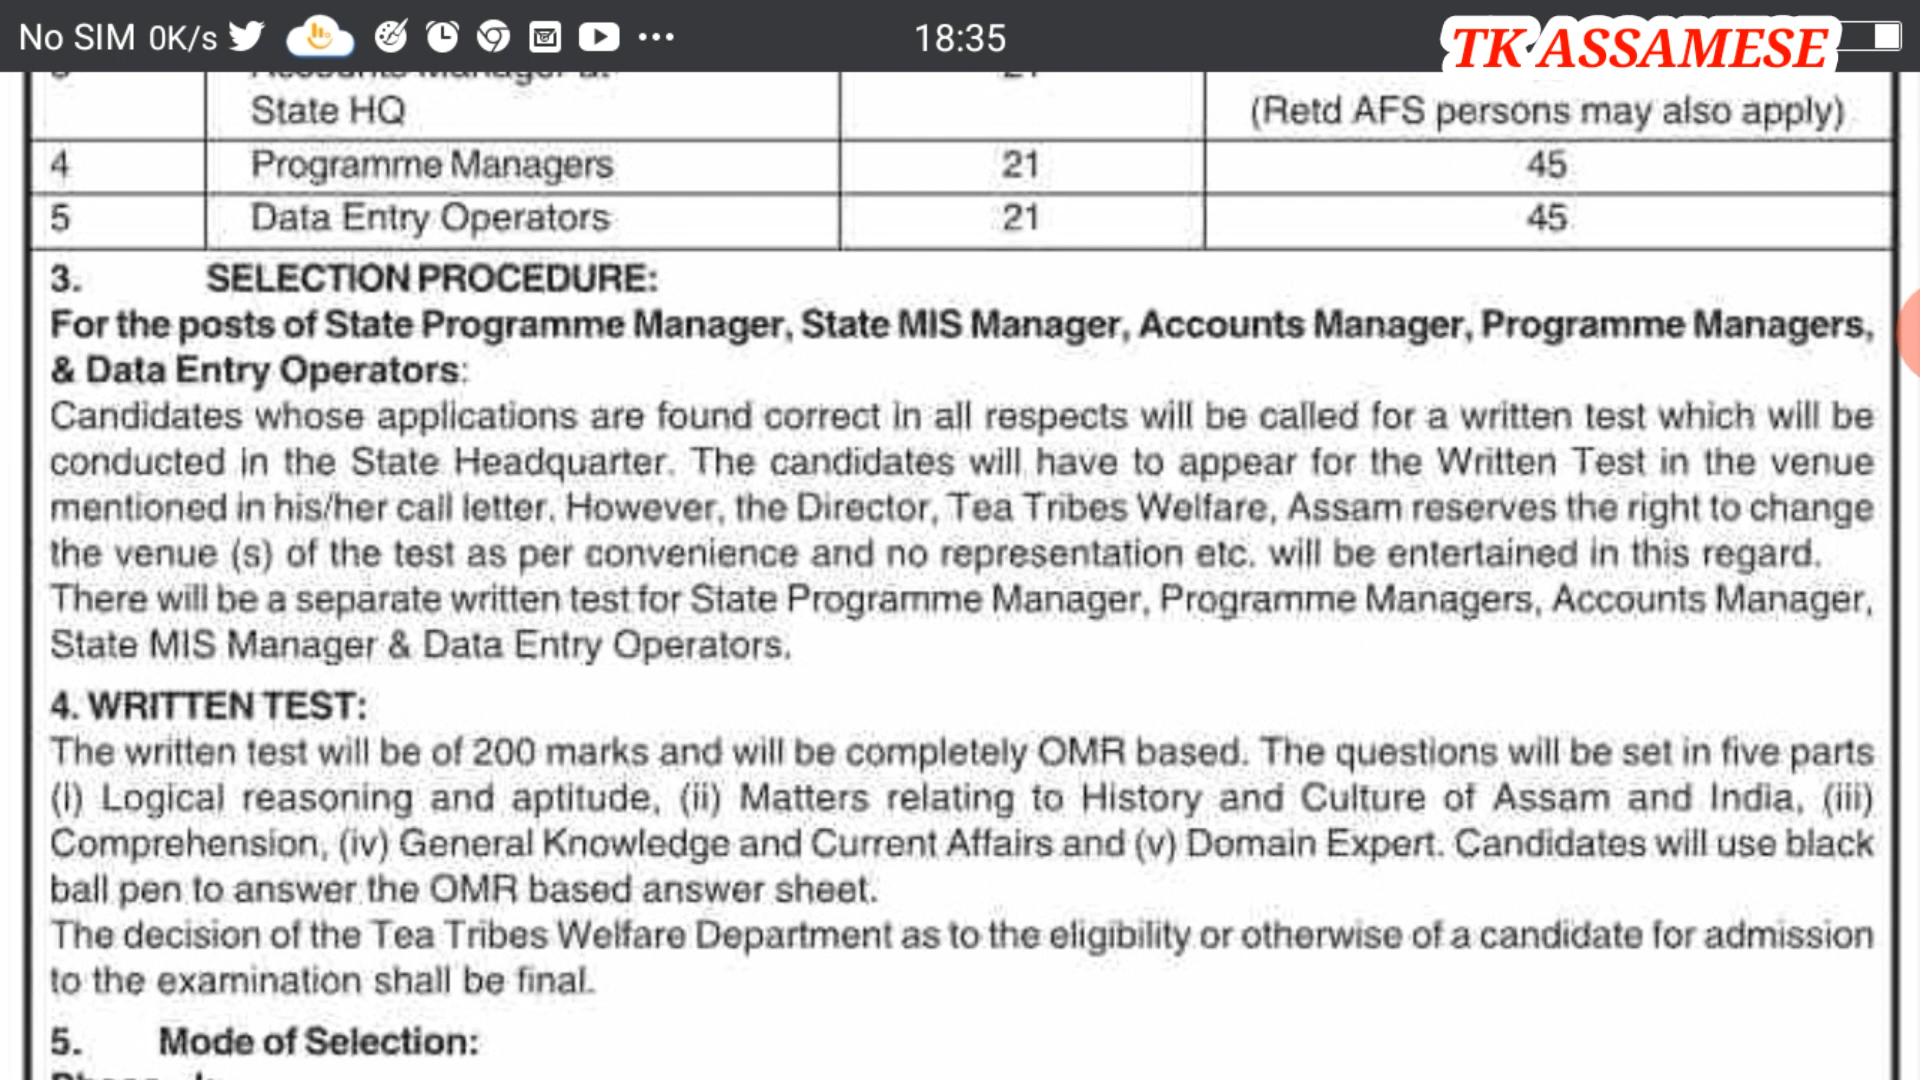 No SIM 0K/s
18:35
TK ASSAMESE
State HQ
(Retd AFS persons may also apply)
4 Programme Managers 21 45
5 Data Entry Operators 21 45
3. SELECTION PROCEDURE:
For the posts of State Programme Manager, State MIS Manager, Accounts Manager, Programme Managers,
& Data Entry Operators:
Candidates whose applications are found correct in all respects will be called for a written test which will be
conducted in the State Headquarter. The candidates will have to appear for the Written Test in the venue
mentioned in his/her call letter. However, the Director, Tea Tribes Welfare, Assam reserves the right to change
the venue (s) of the test as per convenience and no representation etc. will be entertained in this regard.
There will be a separate written test for State Programme Manager, Programme Managers, Accounts Manager,
State MIS Manager & Data Entry Operators.
4. WRITTEN TEST:
The written test will be of 200 marks and will be completely OMR based. The questions will be set in five parts
(i) Logical reasoning and aptitude, (ii) Matters relating to History and Culture of Assam and India, (iii)
Comprehension, (iv) General Knowledge and Current Affairs and (v) Domain Expert. Candidates will use black
ball pen to answer the OMR based answer sheet.
The decision of the Tea Tribes Welfare Department as to the eligibility or otherwise of a candidate for admission
to the examination shall be final.
5. Mode of Selection: